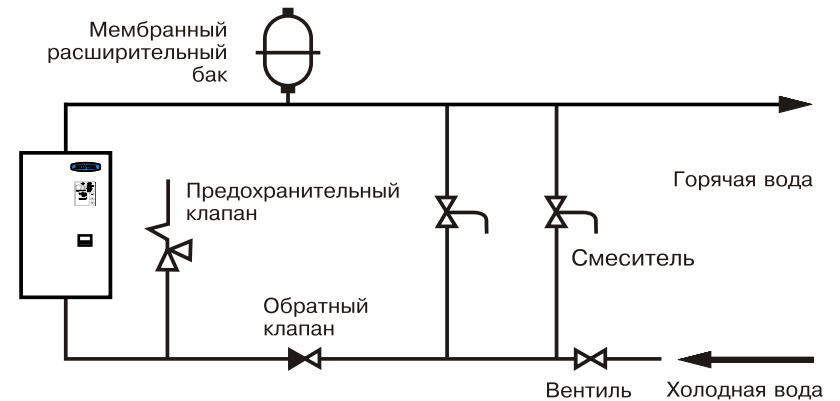 Мембранный
расширительный
бак
Горячая вода
Предохранительный
клапан
Смеситель
Обратный
клапан
Вентиль
Холодная вода